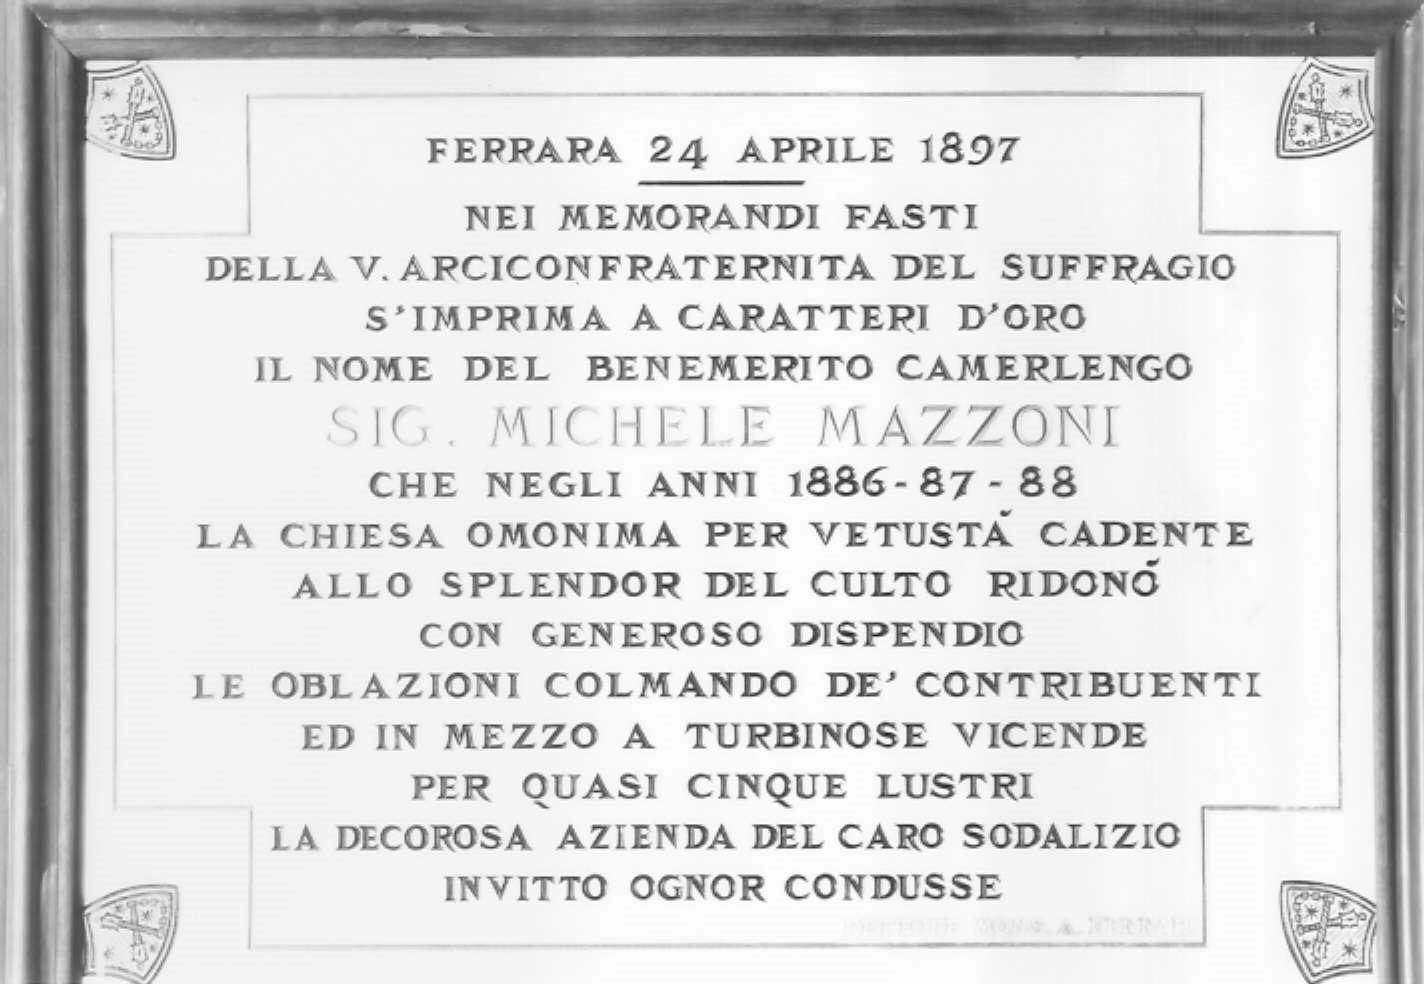 FERRARA 24 APRILE 1897
NEI MEMORANDI FASTI
DELLA V. ARCICONFRATERNITA DEL SUFFRAGIO
S'IMPRIMA A CARATTERI D'ORO
IL NOME DEL BENEMERITO CAMERLENGO
SIG. MICHELE MAZZONI
CHE NEGLI ANNI 1886-87-88
LA CHIESA OMONIMA PER VETUSTÀ CADENTE
ALLO SPLENDOR DEL CULTO RIDONÒ
CON GENEROSO DISPENDIO
LE OBLAZIONI COLMANDO DE' CONTRIBUENTI
ED IN MEZZO A TURBINOSE VICENDE
PER QUASI CINQUE LUSTRI
LA DECOROSA AZIENDA DEL CARO SODALIZIO
INVITTO OGNOR CONDUSSE